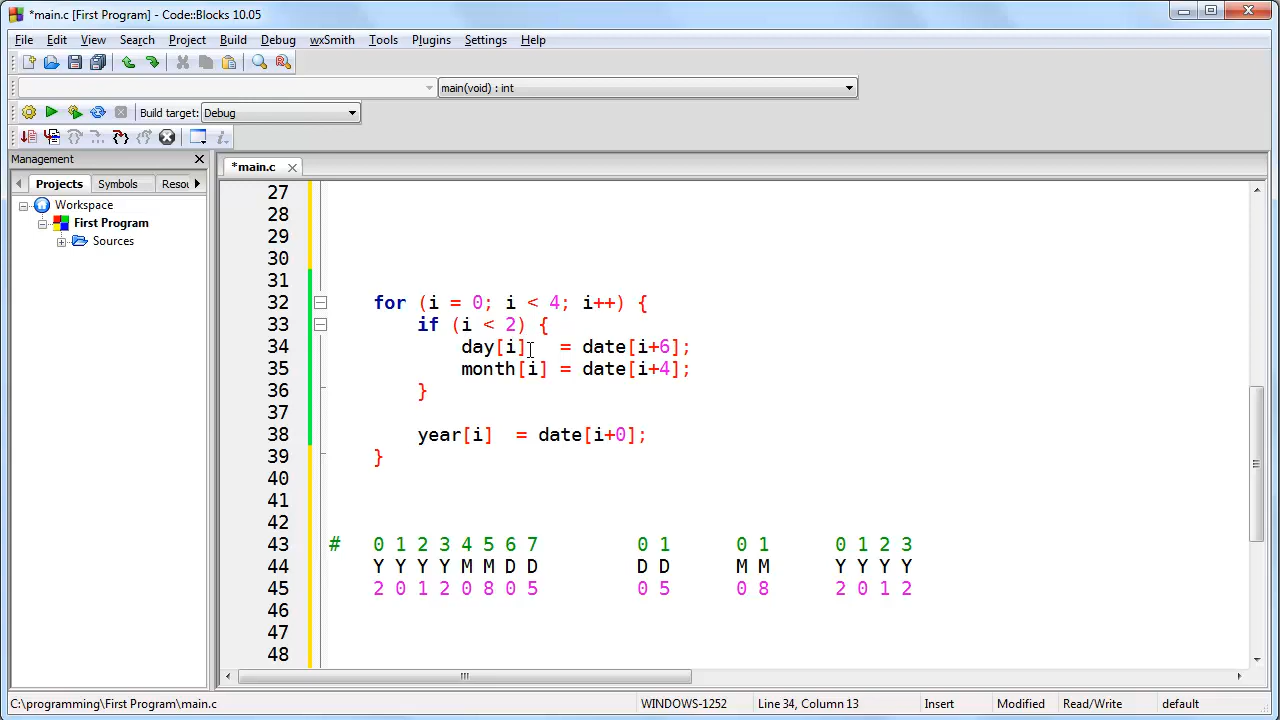 *main.c [First Program] - Code::Blocks 10.05
File Edit View Search Project Build Debug wxSmith Tools Plugins Settings Help
main(void) : int
Build target: Debug
Management
*main.c
Projects Symbols Resou
Workspace
First Program
Sources
27
28
29
30
31
32 for (i = 0; i < 4; i++) {
33 if (i < 2) {
34 day[i] = date[i+6];
35 month[i] = date[i+4];
36 }
37
38 year[i] = date[i+0];
39 }
40
41
42
43 # 0 1 2 3 4 5 6 7 0 1 0 1 0 1 2 3
44 Y Y Y Y M M D D D D M M Y Y Y Y
45 2 0 1 2 0 8 0 5 0 5 0 8 2 0 1 2
46
47
48
C:\programming\First Program\main.c WINDOWS-1252 Line 34, Column 13 Insert Modified Read/Write default